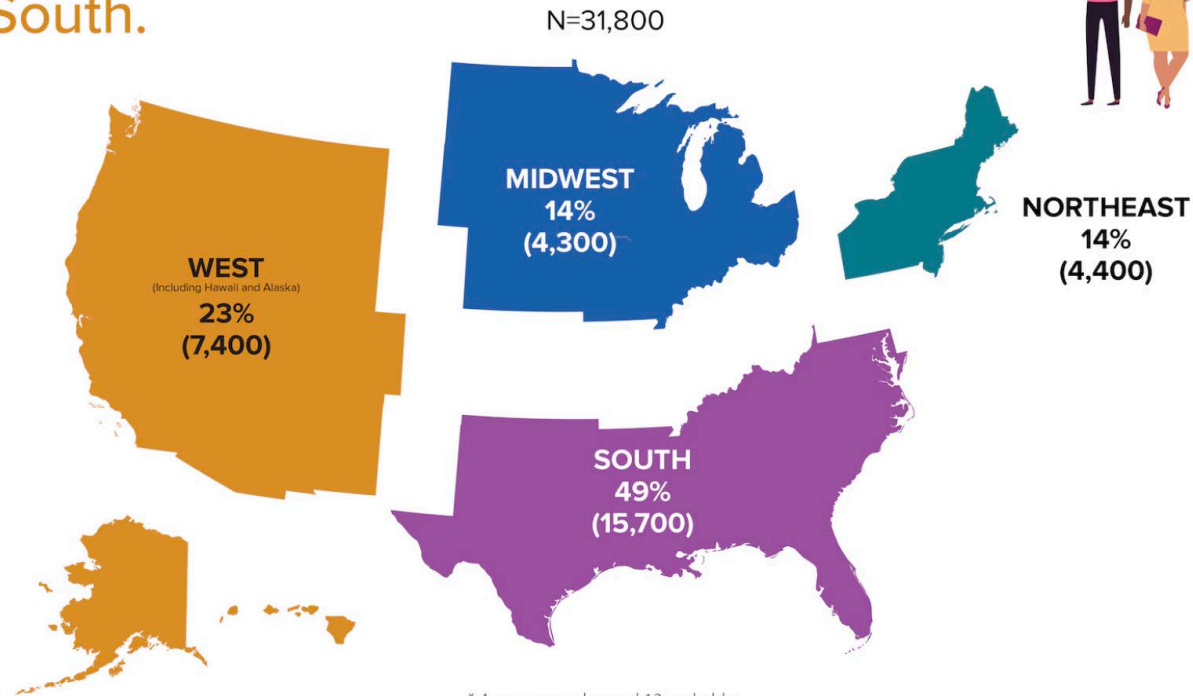 South.
N=31,800
MIDWEST
14%
(4,300)
NORTHEAST
14%
(4,400)
WEST
(Including Hawaii and Alaska)
23%
(7,400)
SOUTH
49%
(15,700)